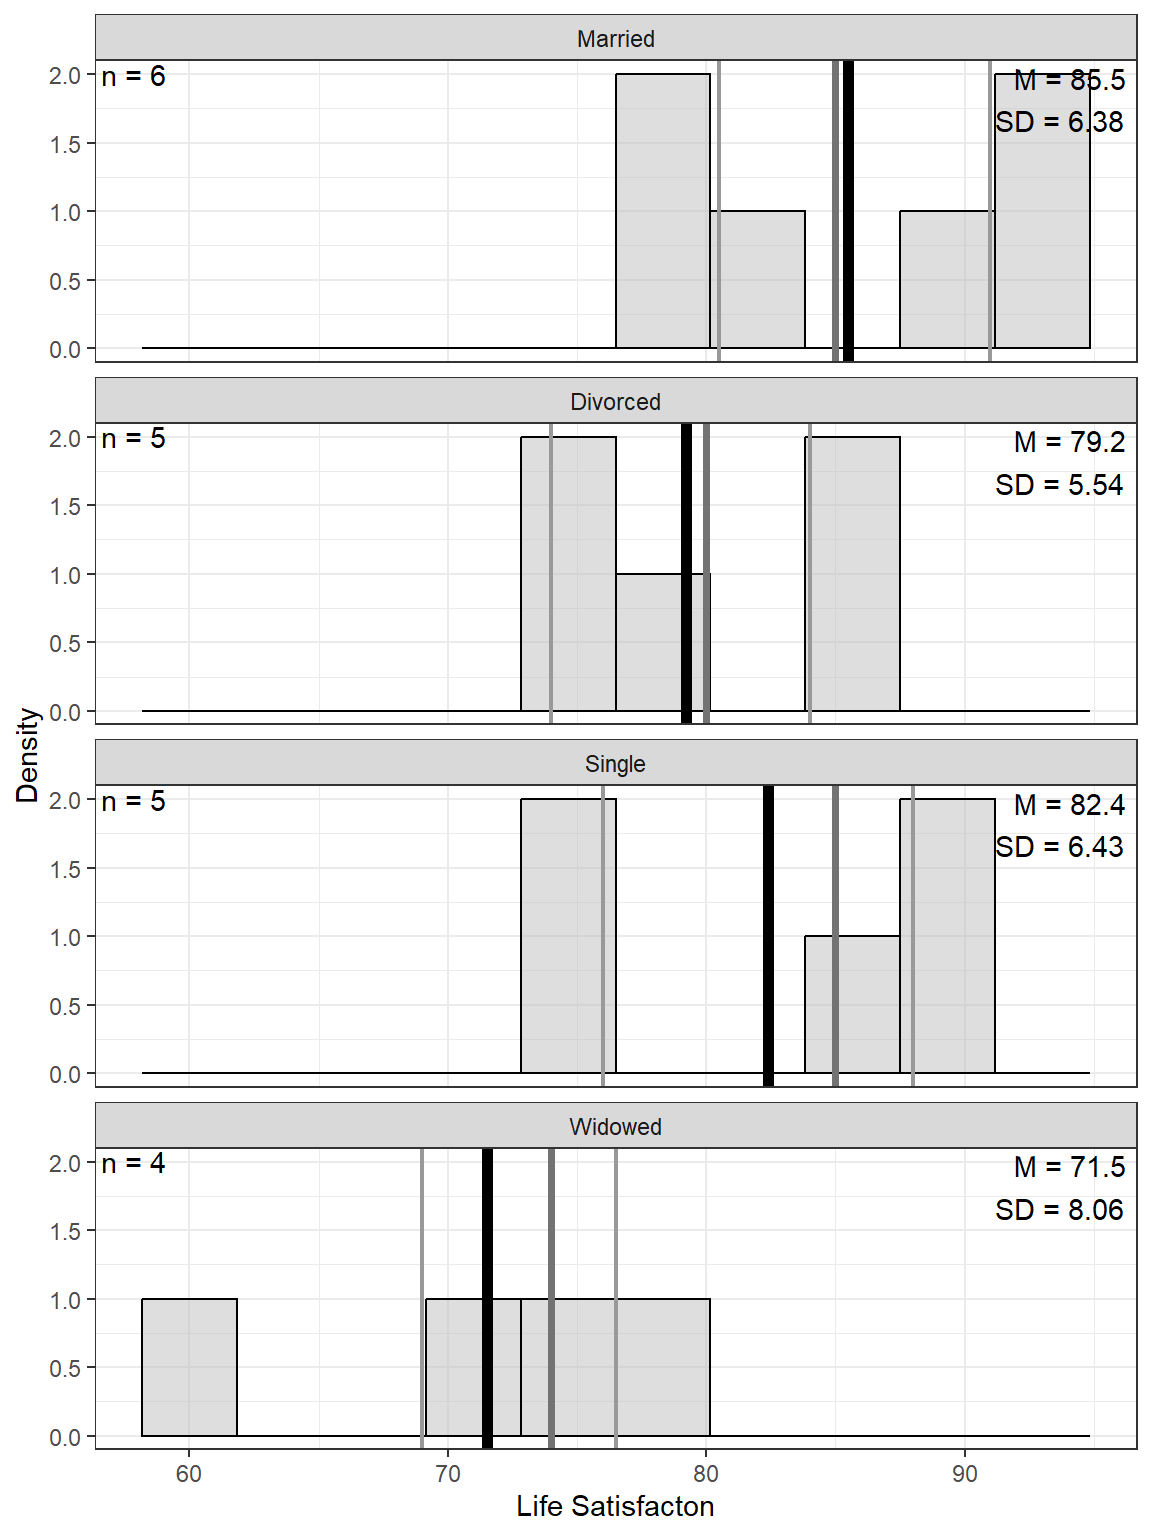 Married
n = 6
M = 85.5
SD = 6.38
2.0
1.5
1.0
0.5
0.0
Divorced
n = 5
M = 79.2
SD = 5.54
2.0
1.5
1.0
0.5
0.0
Density
Single
n = 5
M = 82.4
SD = 6.43
2.0
1.5
1.0
0.5
0.0
Widowed
n = 4
M = 71.5
SD = 8.06
2.0
1.5
1.0
0.5
0.0
60 70 80 90
Life Satisfacton